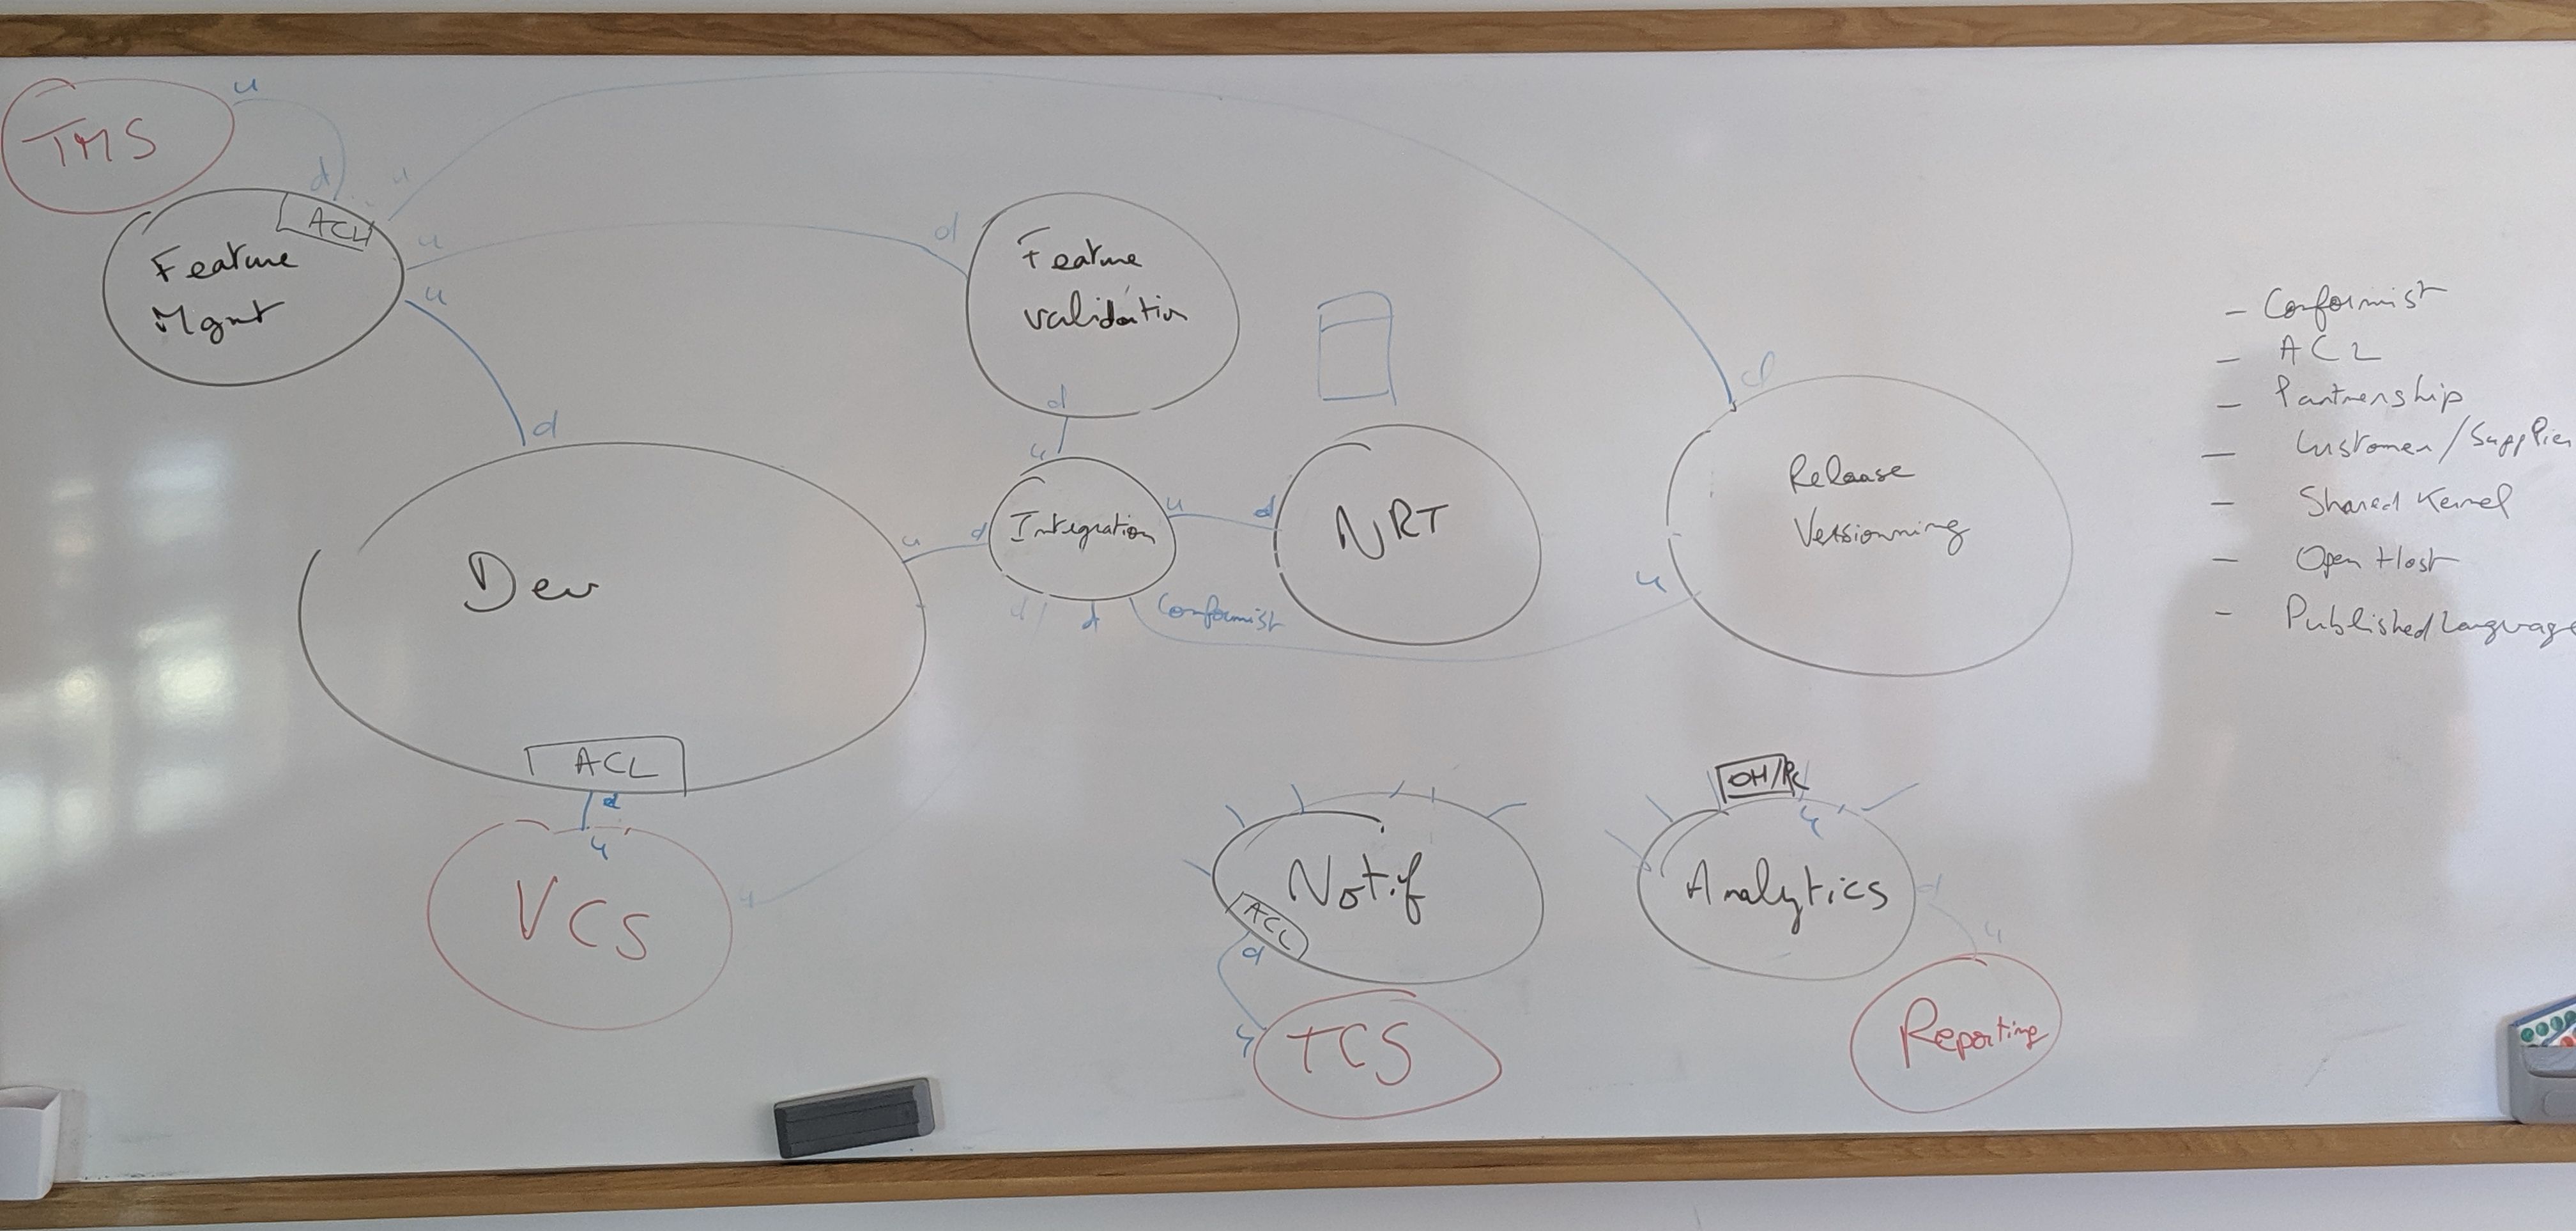 TMS
u
d
u
ACL
Feature
Mgmt
u
u
d
d
Feature
validation
d
u
d
Dev
u
d
Integration
u
d
NRT
d
d
Conformist
Release
Versionning
u
ACL
d
u
VCS
u
Notif
ACL
d
u
TCS
OH/PL
u
Analytics
d
u
Reporting
- Conformist
- ACL
- Partnership
- Customer/Supplier
- Shared Kernel
- Open Host
- Published Language